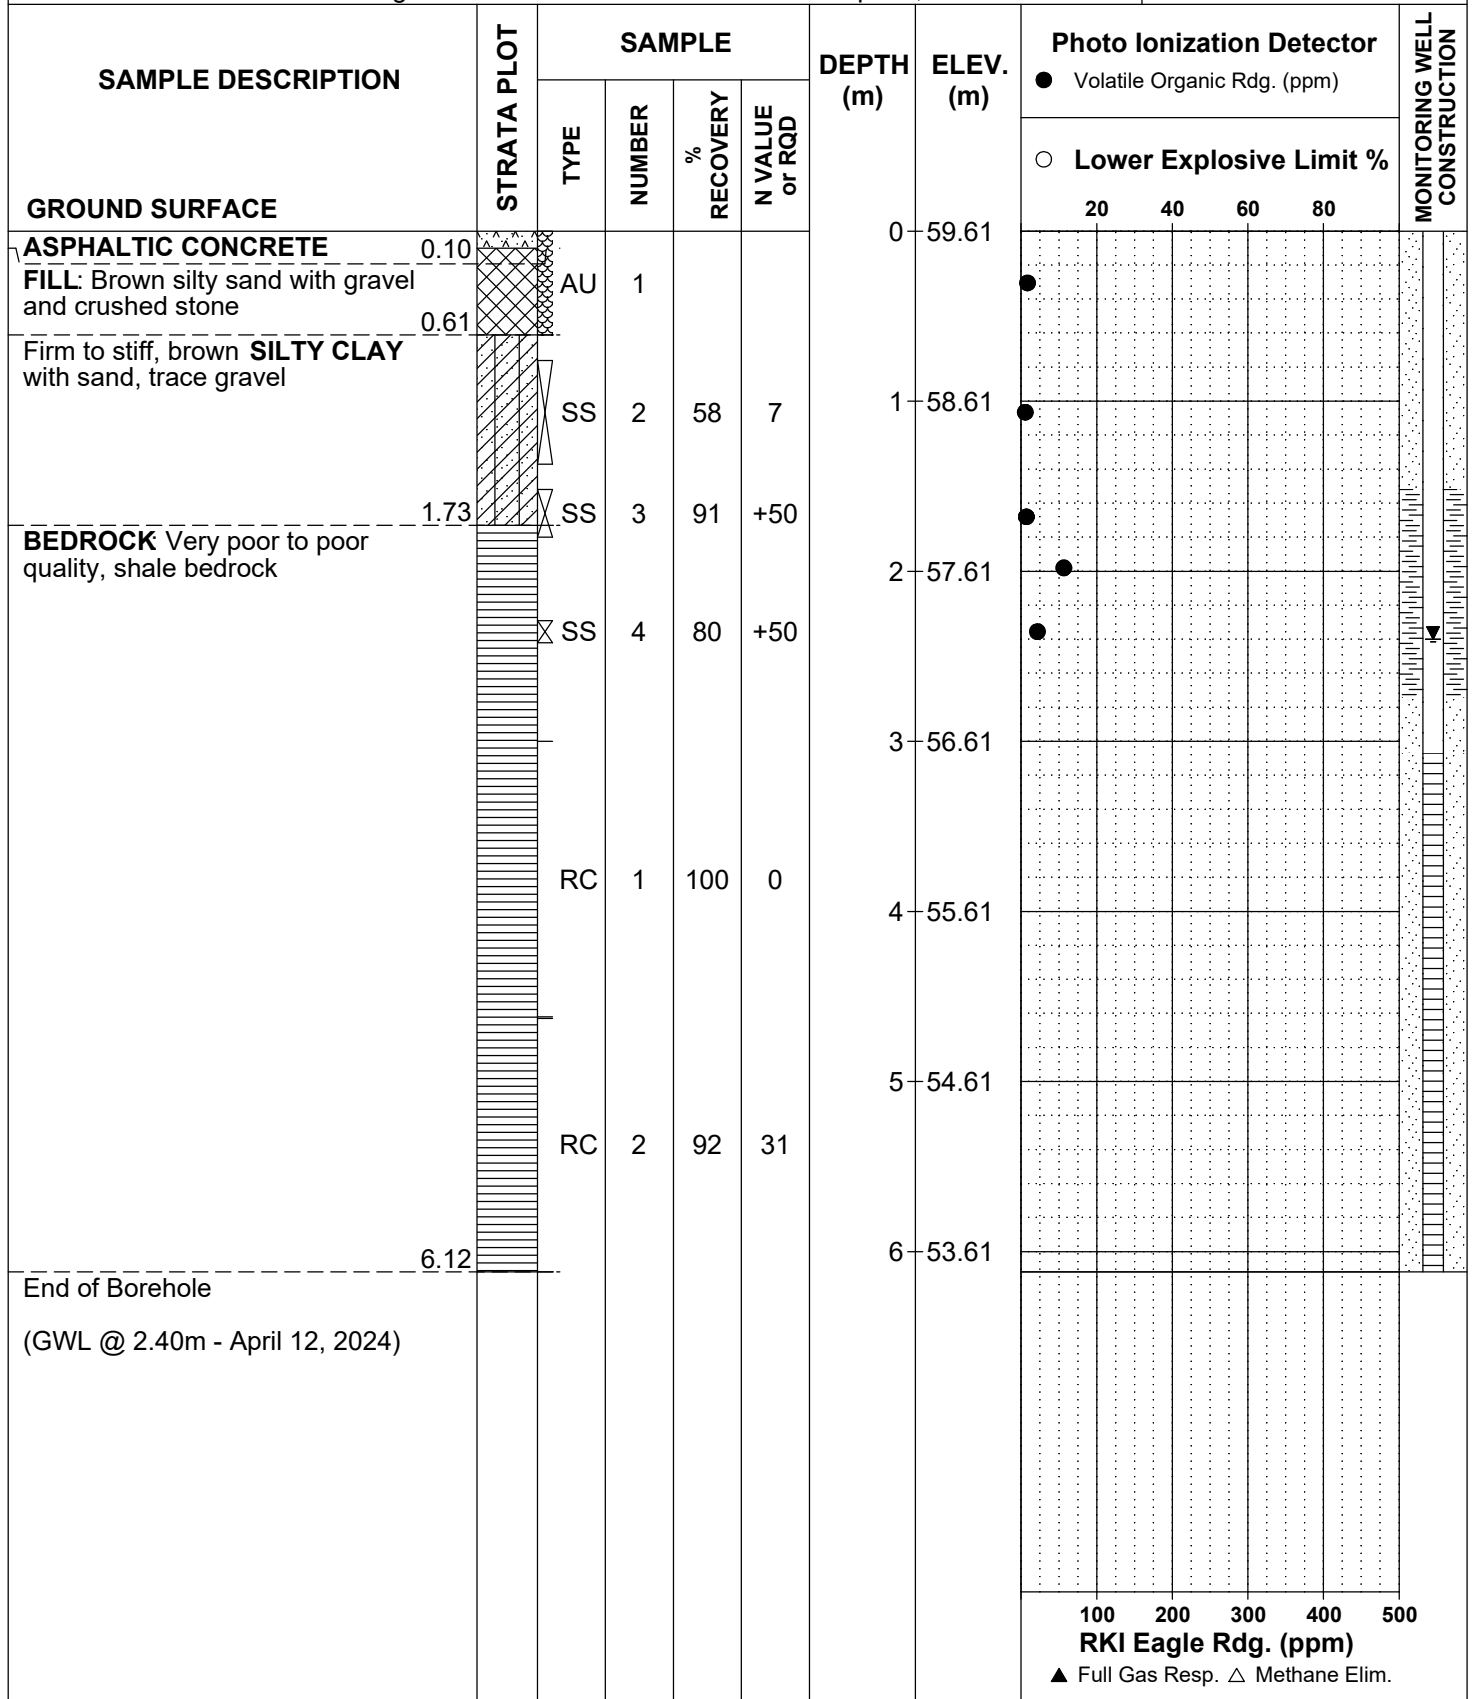 SAMPLE DESCRIPTION
GROUND SURFACE
STRATA PLOT
SAMPLE
TYPE
NUMBER
%
RECOVERY
N VALUE
or RQD
DEPTH
(m)
ELEV.
(m)
Photo Ionization Detector
● Volatile Organic Rdg. (ppm)
○ Lower Explosive Limit %
20 40 60 80
MONITORING WELL
CONSTRUCTION
0 59.61
ASPHALTIC CONCRETE 0.10
FILL: Brown silty sand with gravel
and crushed stone
0.61
AU 1
Firm to stiff, brown SILTY CLAY
with sand, trace gravel
1 58.61
SS 2 58 7
1.73
SS 3 91 +50
BEDROCK: Very poor to poor
quality, shale bedrock
2 57.61
SS 4 80 +50
3 56.61
RC 1 100 0
4 55.61
5 54.61
RC 2 92 31
6 53.61
6.12
End of Borehole
(GWL @ 2.40m - April 12, 2024)
100 200 300 400 500
RKI Eagle Rdg. (ppm)
▲ Full Gas Resp. △ Methane Elim.